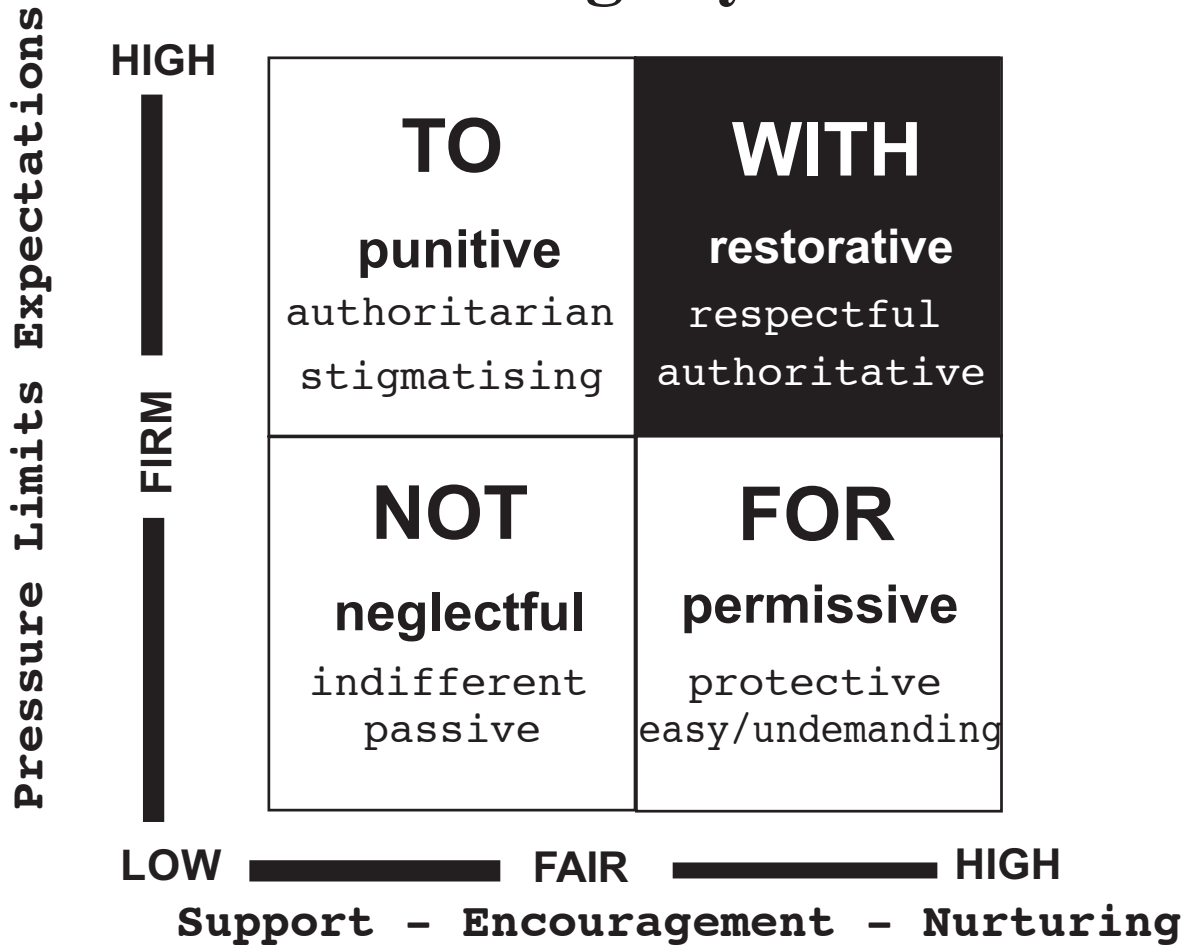 HIGH
TO
punitive
authoritarian
stigmatising
WITH
restorative
respectful
authoritative
Pressure Limits Expectations
FIRM
NOT
neglectful
indifferent
passive
FOR
permissive
protective
easy/undemanding
LOW FAIR HIGH
Support - Encouragement - Nurturing